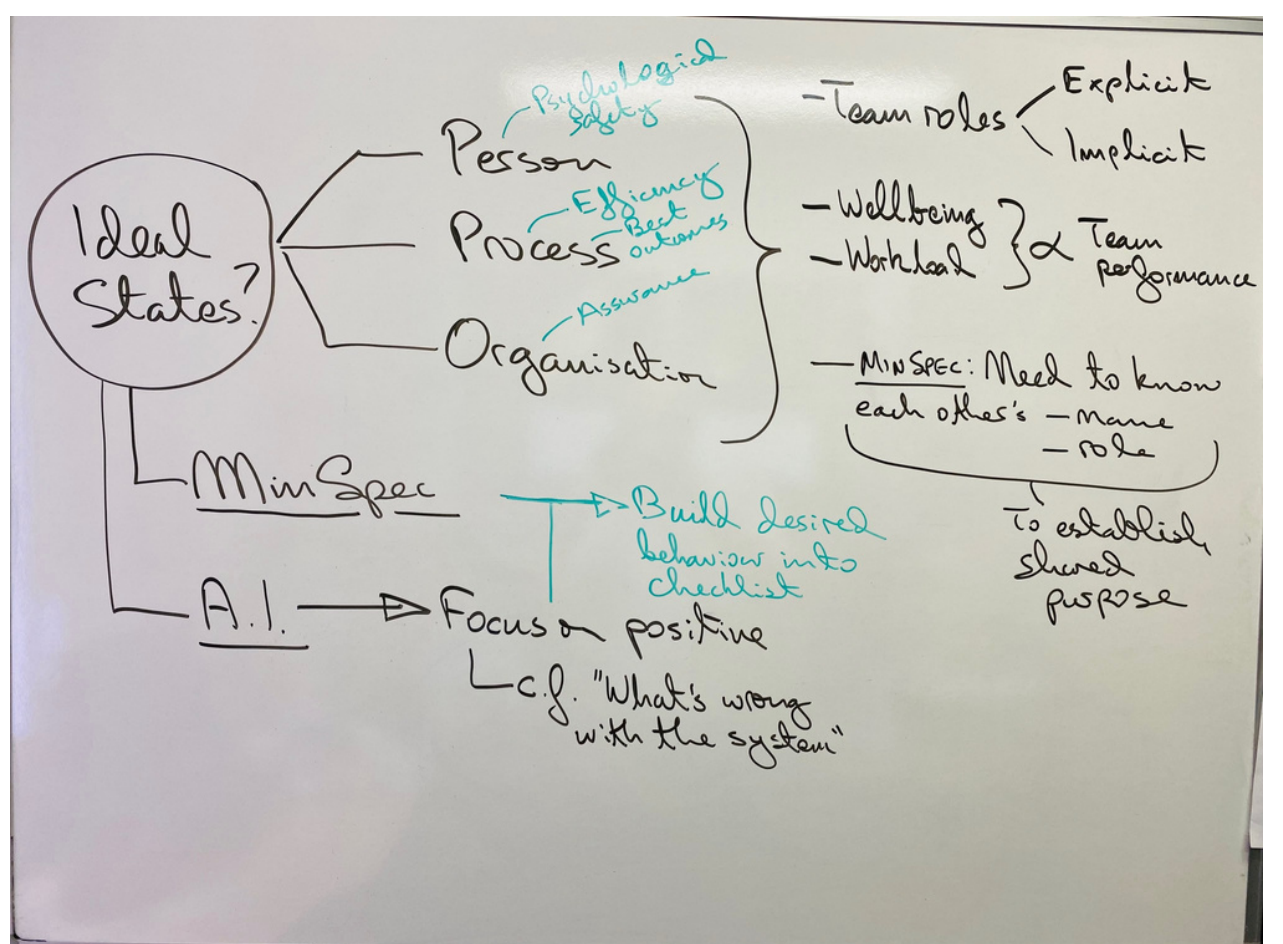 Ideal
States?
Person
Psychological
safety
Process
Efficiency
Best
outcomes
Organisation
Assurance
MinSpec
A.I.
Focus on positive
c.f. "What's wrong
with the system"
Build desired
behaviour into
checklist
- Team roles
Explicit
Implicit
- Wellbeing
- Workload
∝ Team
performance
- MINSPEC: Need to know
each other's - name
- role
To establish
shared
purpose